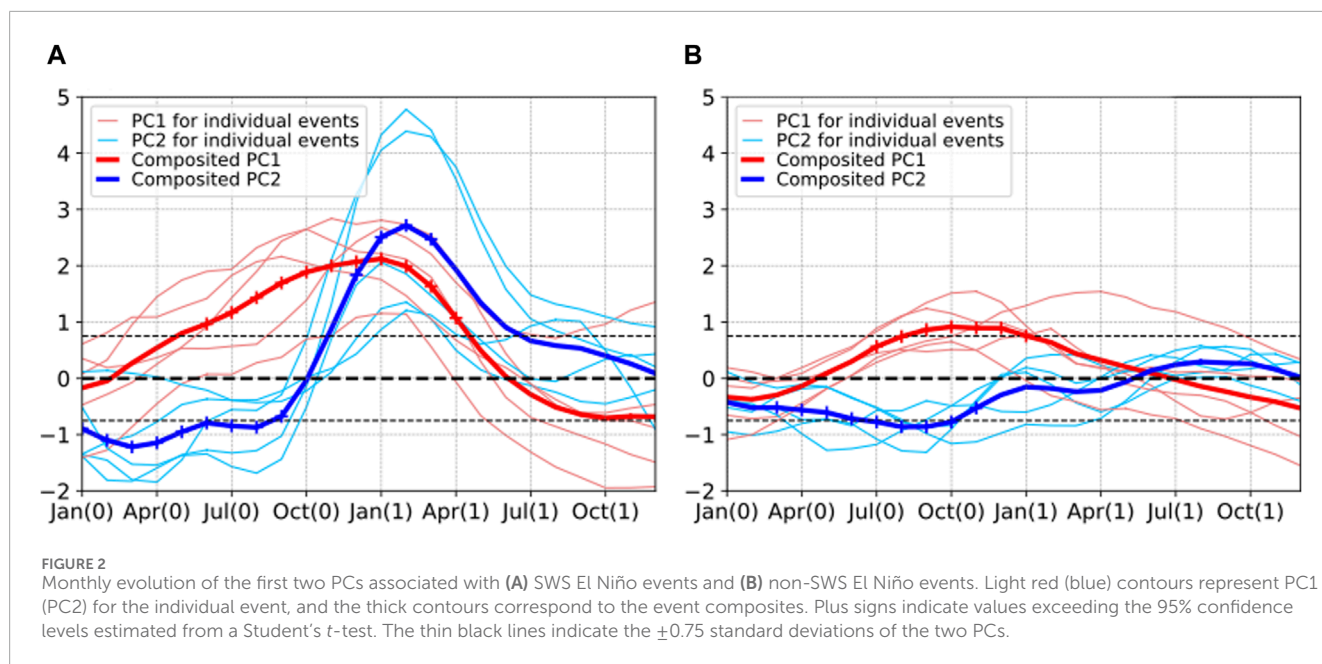 A
B
5
4
3
2
1
0
−1
−2
PC1 for individual events
PC2 for individual events
Composited PC1
Composited PC2
Jan(0) Apr(0) Jul(0) Oct(0) Jan(1) Apr(1) Jul(1) Oct(1)
5
4
3
2
1
0
−1
−2
PC1 for individual events
PC2 for individual events
Composited PC1
Composited PC2
Jan(0) Apr(0) Jul(0) Oct(0) Jan(1) Apr(1) Jul(1) Oct(1)
FIGURE 2
Monthly evolution of the first two PCs associated with (A) SWS El Niño events and (B) non-SWS El Niño events. Light red (blue) contours represent PC1
(PC2) for the individual event, and the thick contours correspond to the event composites. Plus signs indicate values exceeding the 95% confidence
levels estimated from a Student’s t-test. The thin black lines indicate the ±0.75 standard deviations of the two PCs.